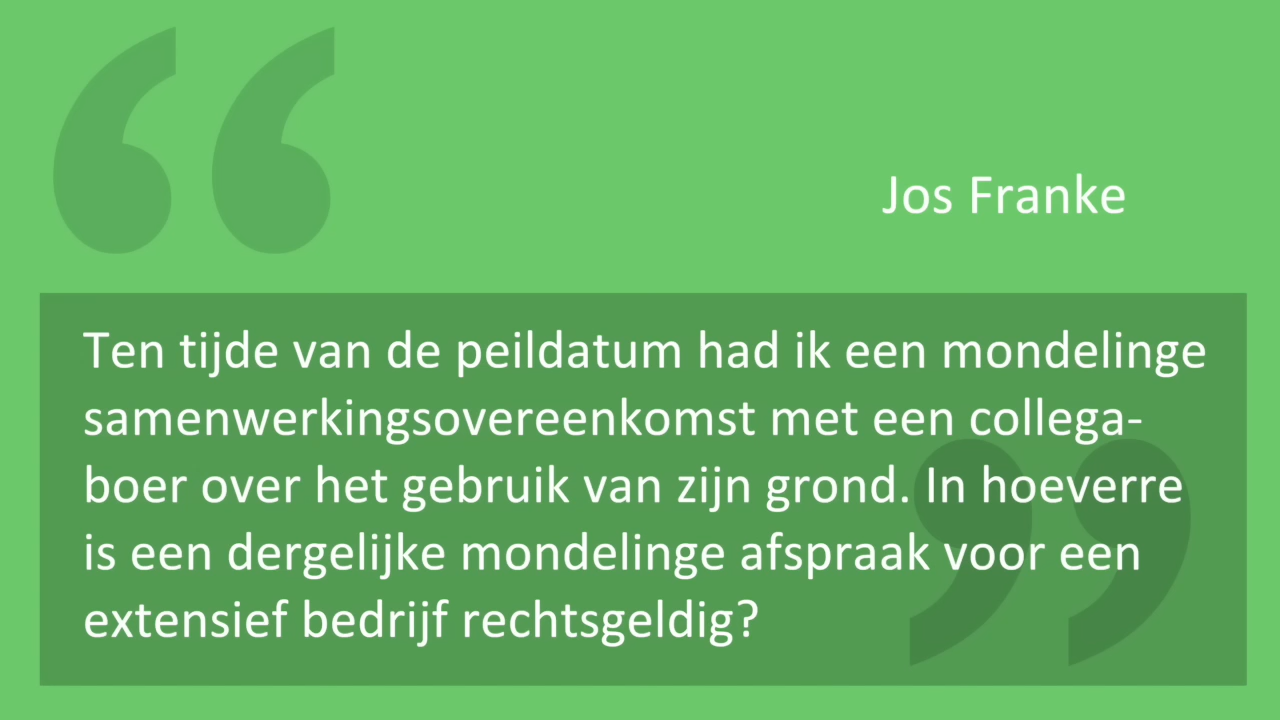 Jos Franke
Ten tijde van de peildatum had ik een mondelinge
samenwerkingsovereenkomst met een collega-
boer over het gebruik van zijn grond. In hoeverre
is een dergelijke mondelinge afspraak voor een
extensief bedrijf rechtsgeldig?